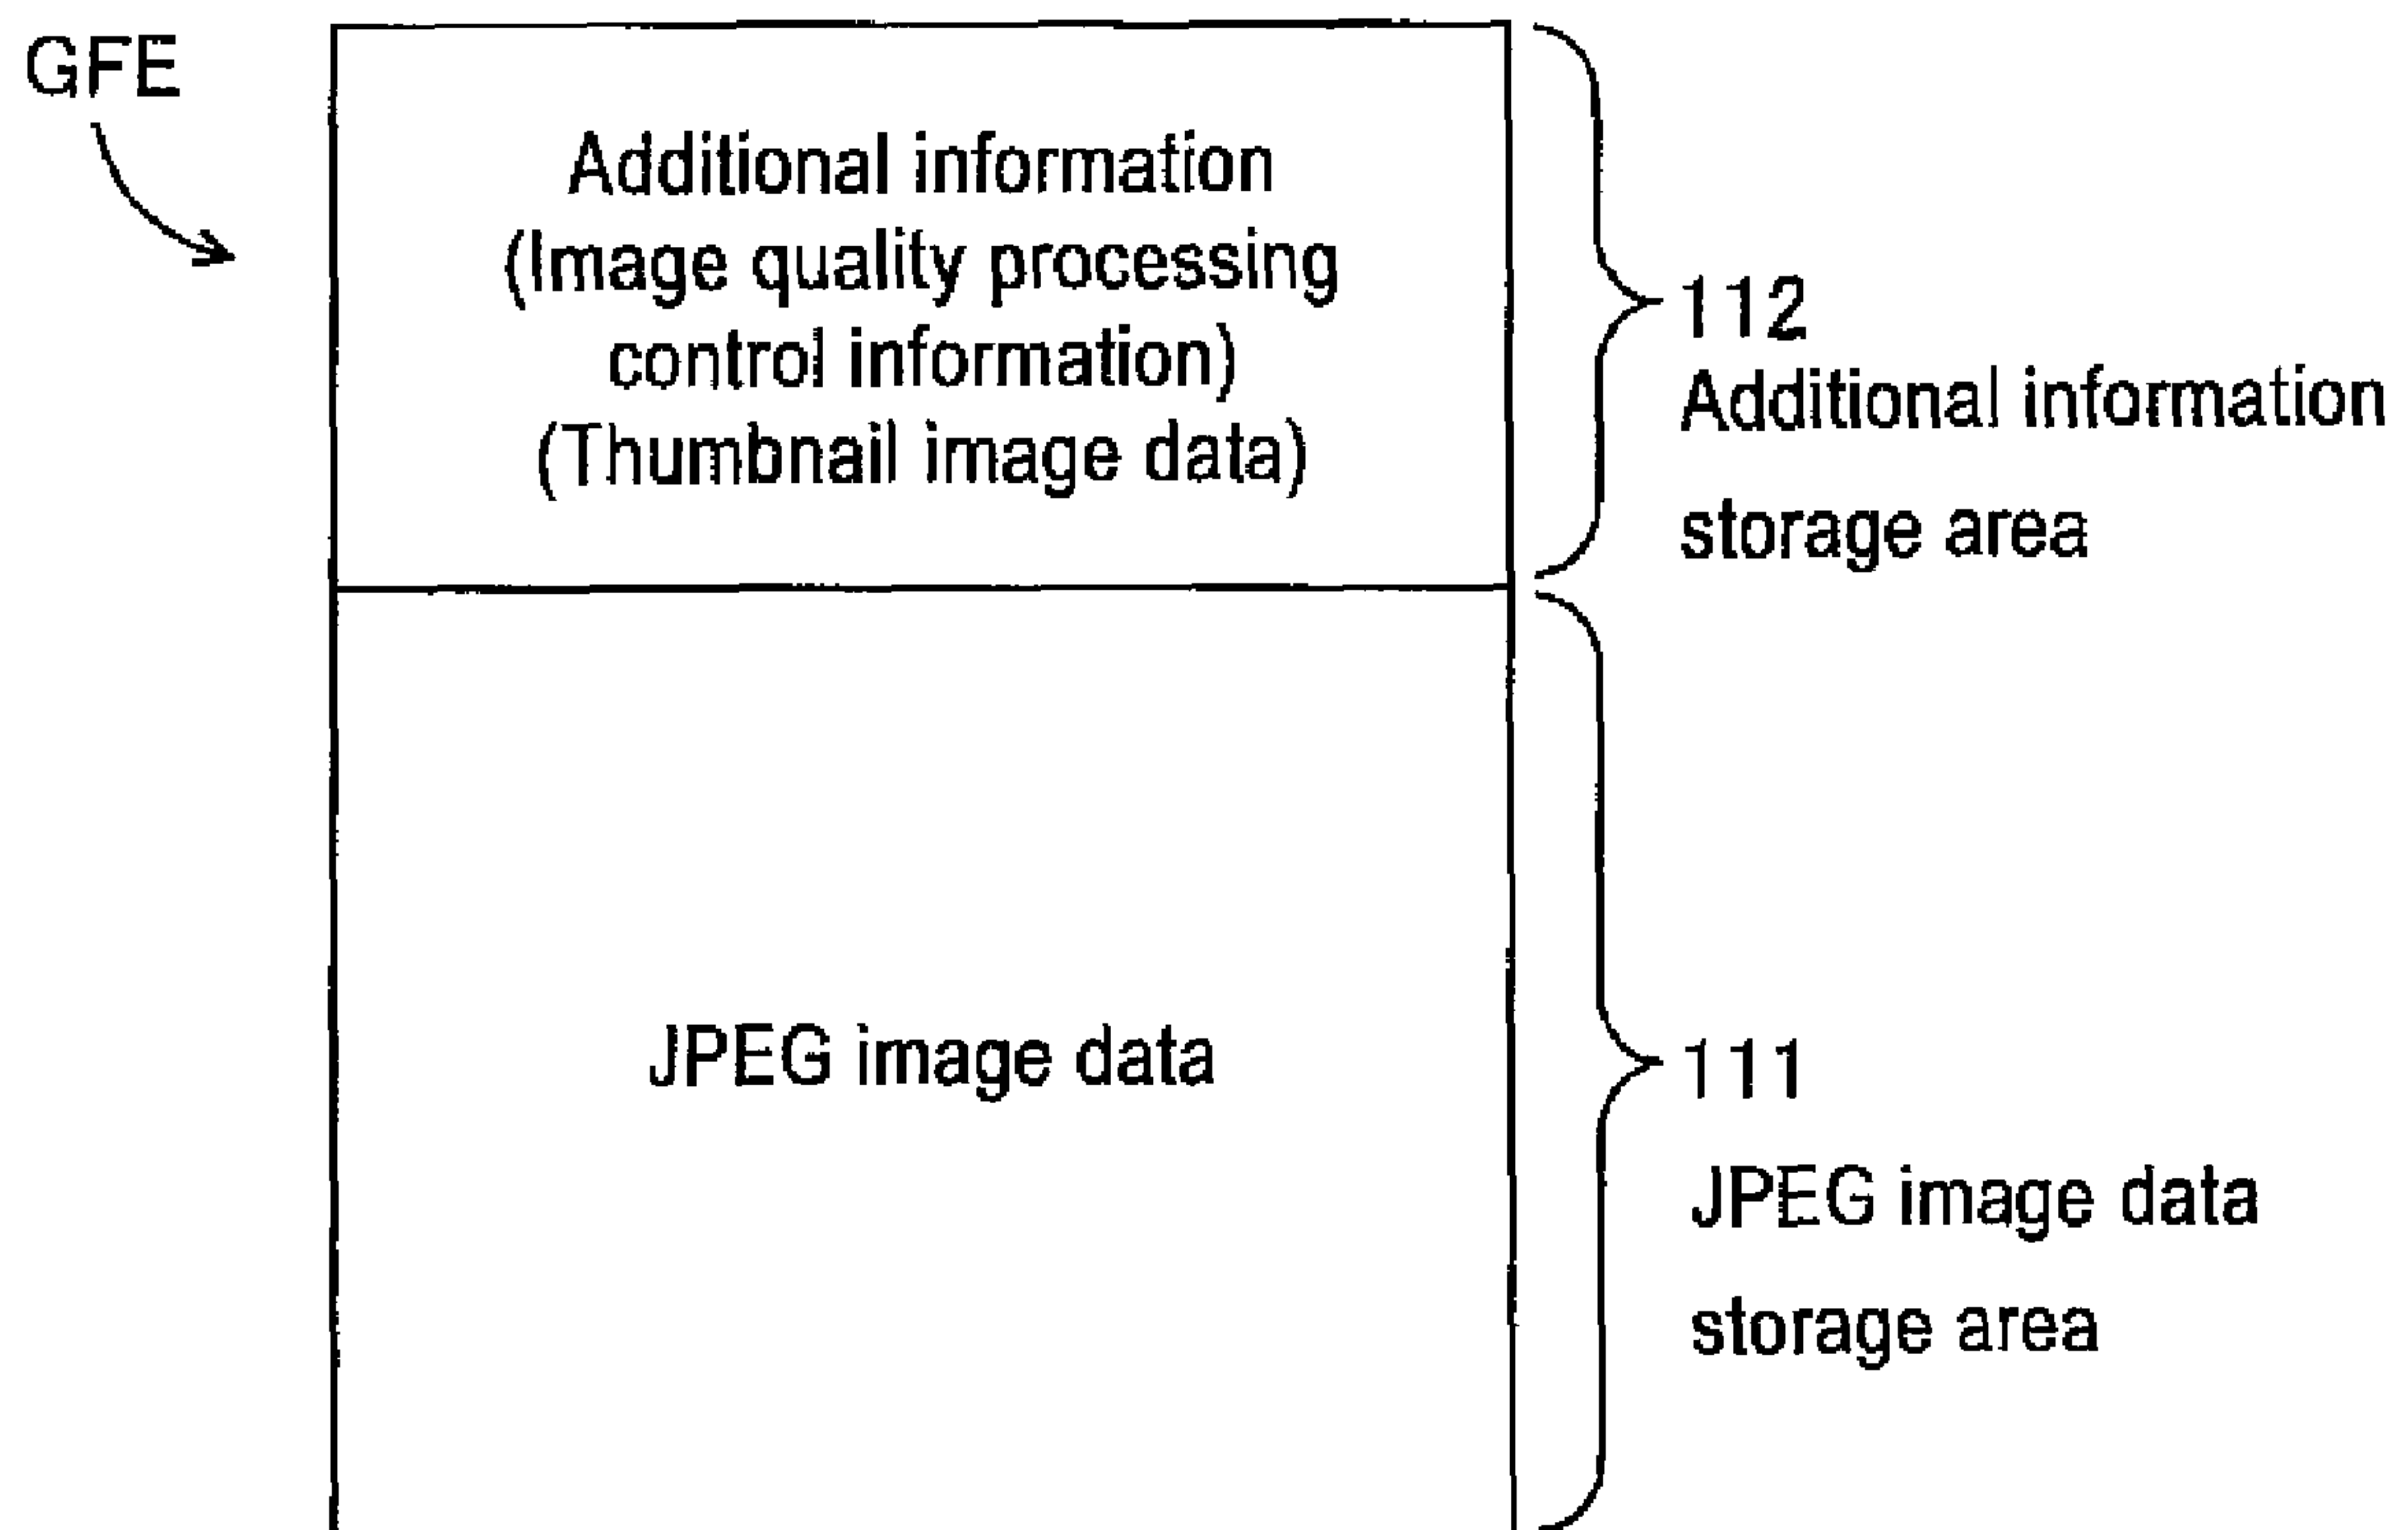 GFE
Additional information
(Image quality processing
control information)
(Thumbnail image data)
112
Additional information
storage area
JPEG image data
111
JPEG image data
storage area